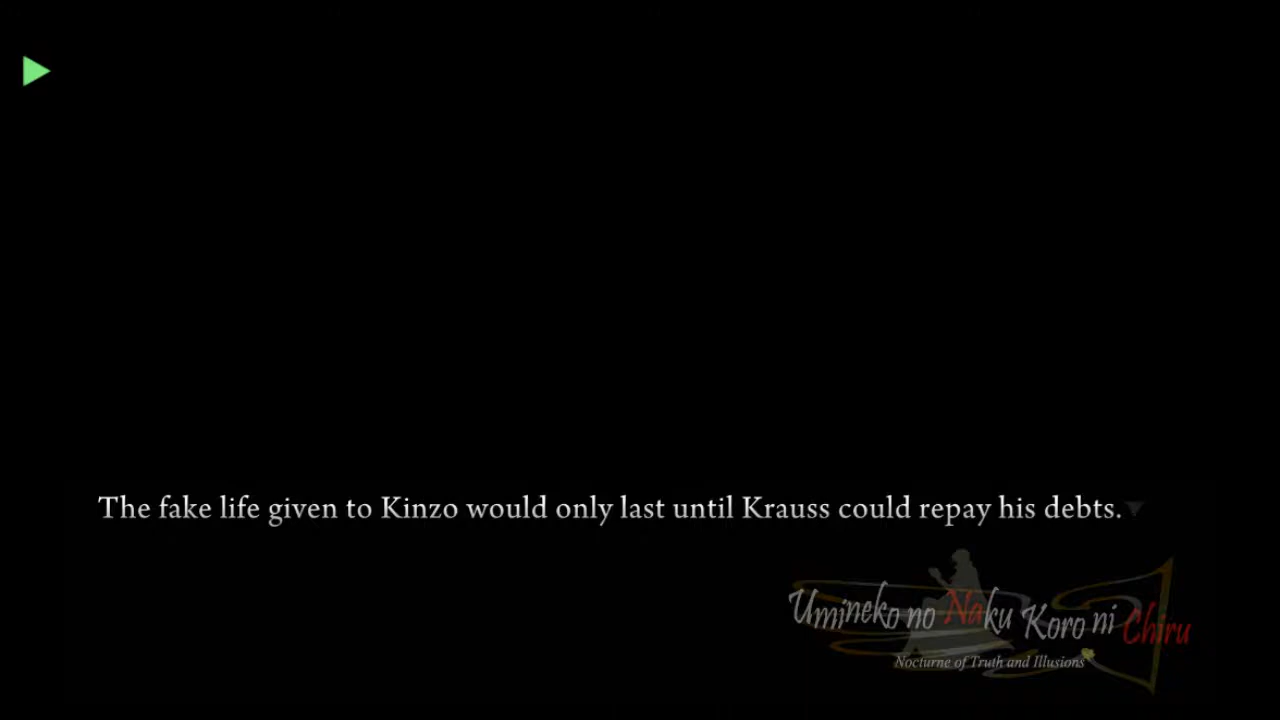 The fake life given to Kinzo would only last until Krauss could repay his debts.
Umineko no Naku Koro ni Chiru
Nocturne of Truth and Illusions